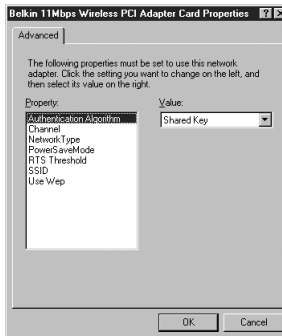 Belkin 11Mbps Wireless PCI Adapter Card Properties
Advanced
The following properties must be set to use this network
adapter. Click the setting you want to change on the left, and
then select its value on the right.
Property:
Value:
Authentication Algorithm
Shared Key
Channel
NetworkType
PowerSaveMode
RTS Threshold
SSID
Use Wep
OK
Cancel